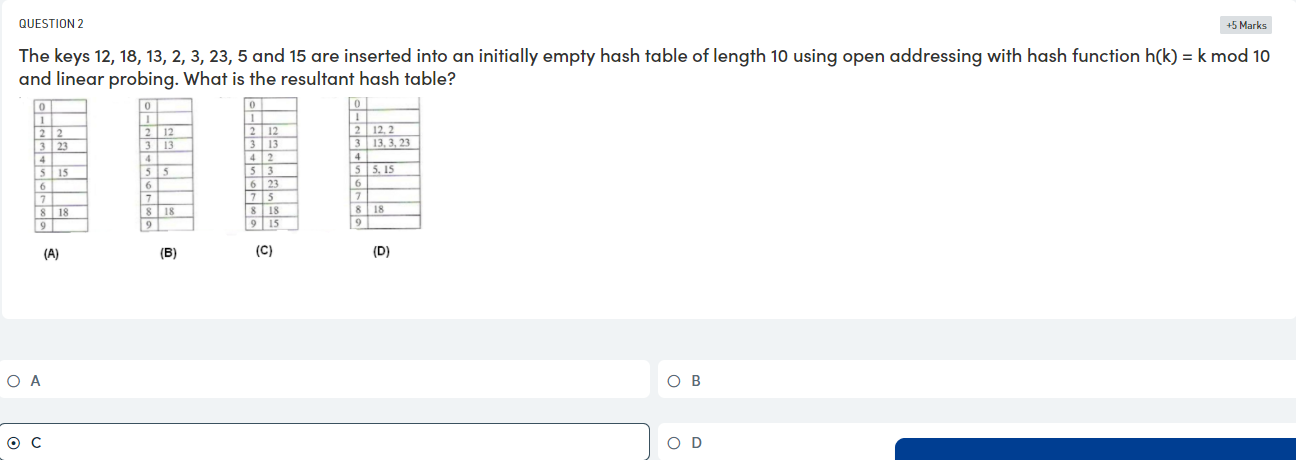 QUESTION 2
+5 Marks
The keys 12, 18, 13, 2, 3, 23, 5 and 15 are inserted into an initially empty hash table of length 10 using open addressing with hash function h(k) = k mod 10
and linear probing. What is the resultant hash table?
0
1
2 2
3 23
4
5 15
6
7
8 18
9
(A)
0
1
2 12
3 13
4
5 5
6
7
8 18
9
(B)
0
1
2 12
3 13
4 2
5 3
6 23
7 5
8 18
9 15
(C)
0
1
2 12, 2
3 13, 3, 23
4
5 5, 15
6
7
8 18
9
(D)
A
B
C
D